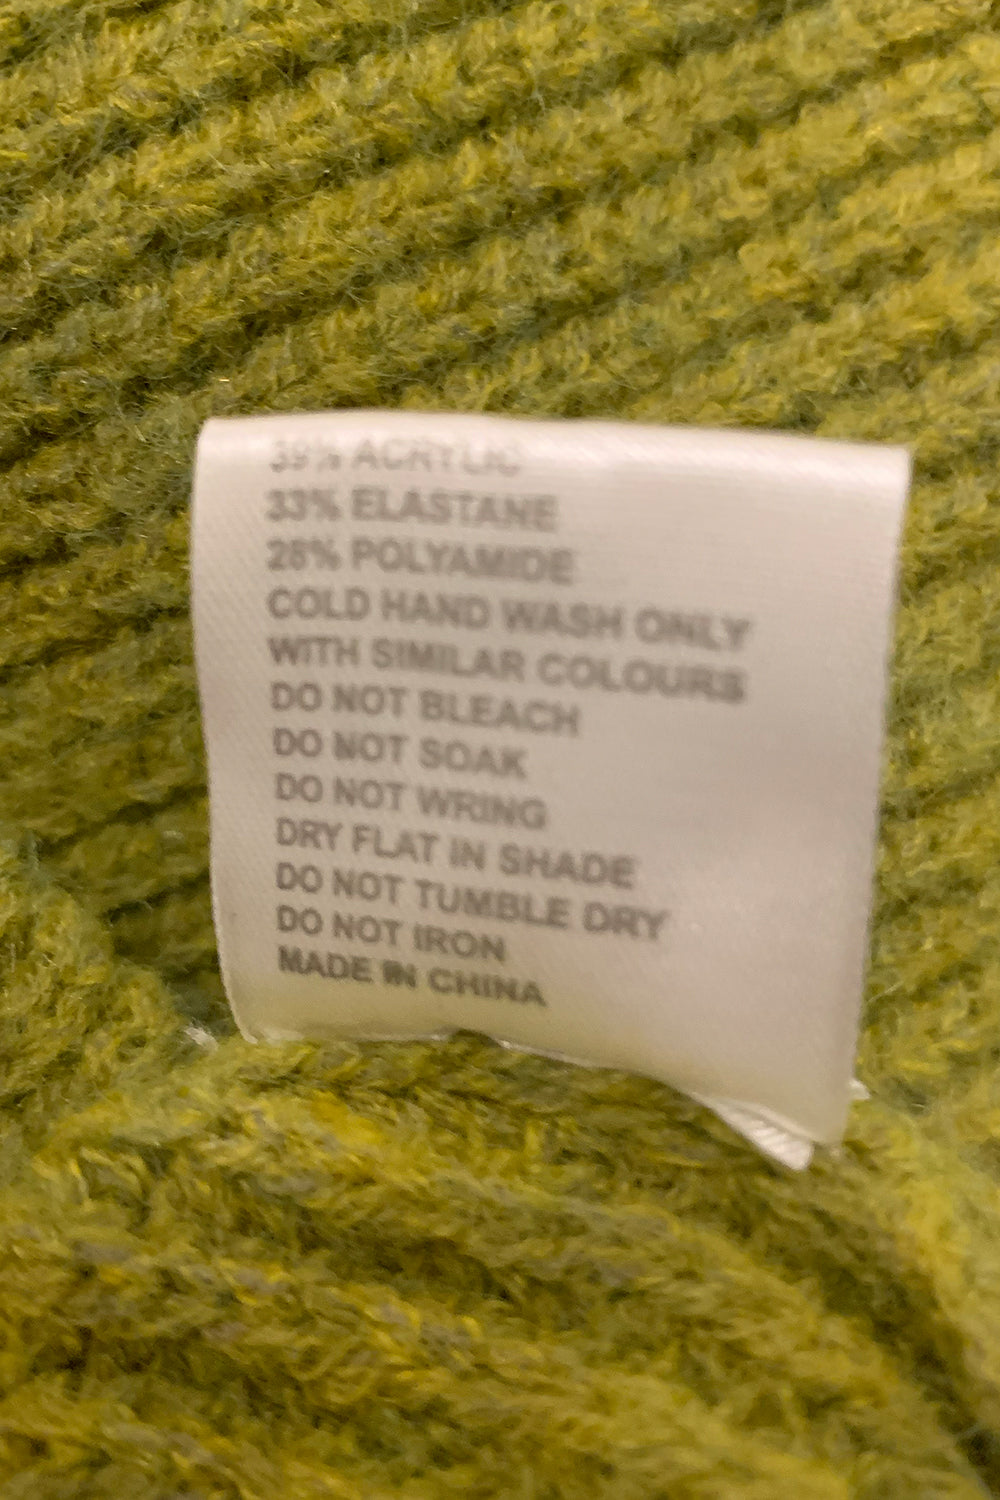 39% ACRYLIC
33% ELASTANE
28% POLYAMIDE
COLD HAND WASH ONLY
WITH SIMILAR COLOURS
DO NOT BLEACH
DO NOT SOAK
DO NOT WRING
DRY FLAT IN SHADE
DO NOT TUMBLE DRY
DO NOT IRON
MADE IN CHINA